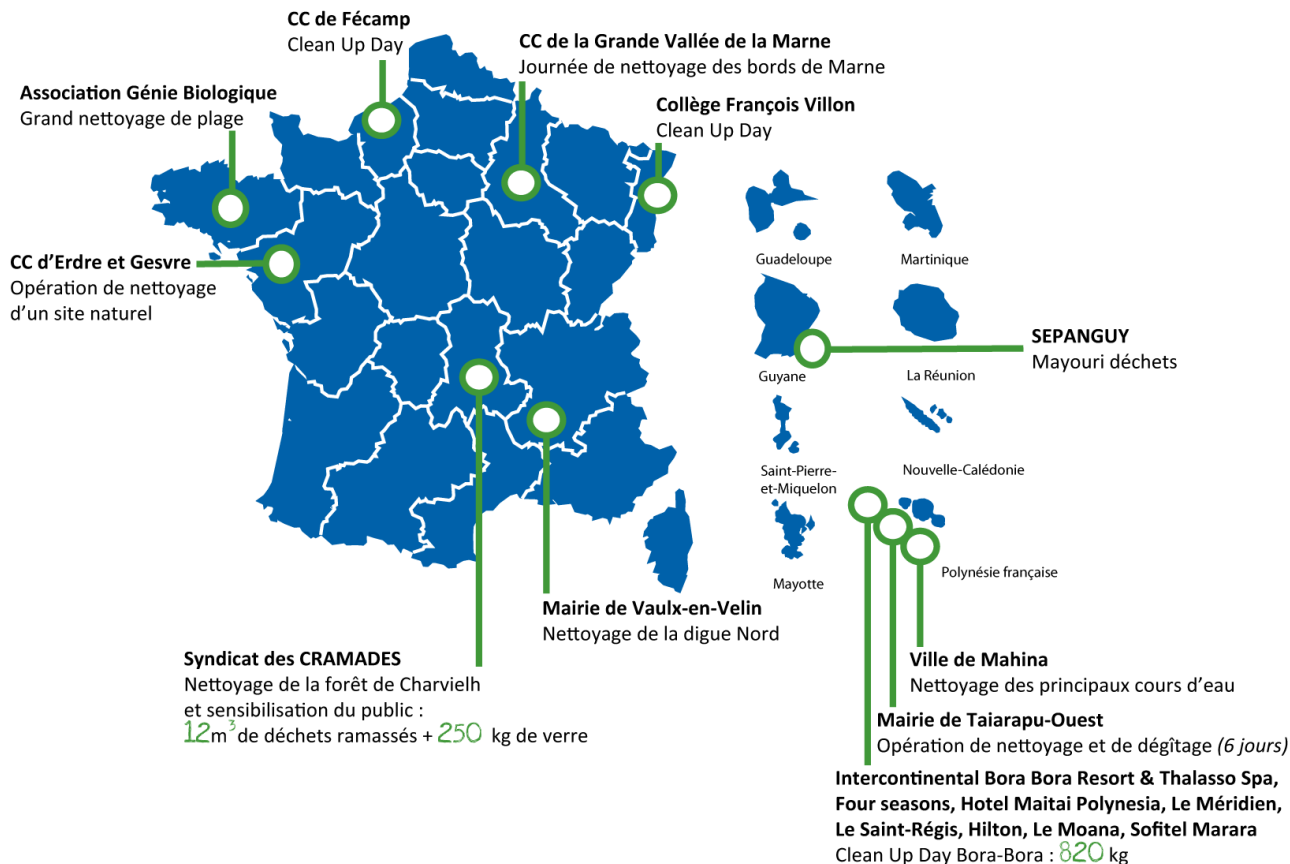 CC de Fécamp
Clean Up Day
CC de la Grande Vallée de la Marne
Journée de nettoyage des bords de Marne
Association Génie Biologique
Grand nettoyage de plage
Collège François Villon
Clean Up Day
CC d'Erdre et Gesvre
Opération de nettoyage
d'un site naturel
Guadeloupe
Martinique
SEPANGUY
Mayouri déchets
Guyane
La Réunion
Saint-Pierre-
et-Miquelon
Nouvelle-Calédonie
Mayotte
Polynésie française
Mairie de Vaulx-en-Velin
Nettoyage de la digue Nord
Syndicat des CRAMADES
Nettoyage de la forêt de Charvielh
et sensibilisation du public :
12m³ de déchets ramassés + 250 kg de verre
Ville de Mahina
Nettoyage des principaux cours d'eau
Mairie de Taiarapu-Ouest
Opération de nettoyage et de dégîtage (6 jours)
Intercontinental Bora Bora Resort & Thalasso Spa,
Four seasons, Hotel Maitai Polynesia, Le Méridien,
Le Saint-Régis, Hilton, Le Moana, Sofitel Marara
Clean Up Day Bora-Bora : 820 kg